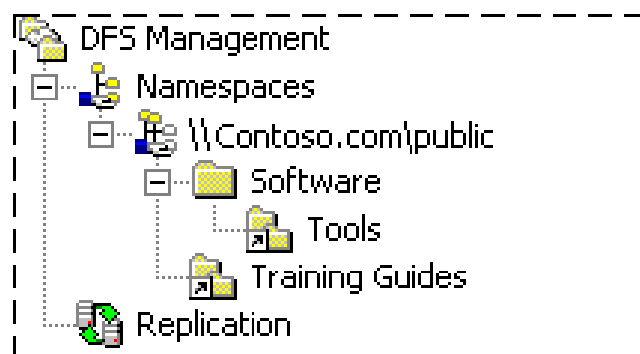 DFS Management
Namespaces
\\Contoso.com\public
Software
Tools
Training Guides
Replication